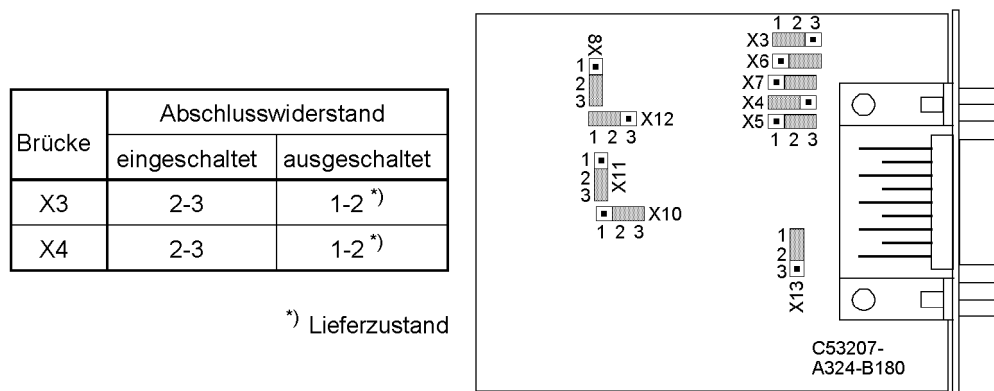 Brücke
Abschlusswiderstand
eingeschaltet
ausgeschaltet
X3
2-3
1-2 *)
X4
2-3
1-2 *)
*) Lieferzustand
1 2 3
X3
X6
X7
X4
X5
1 2 3
X8
1
2
3
X12
1 2 3
1
2
3
X11
X10
1 2 3
1
2
3
X13
C53207-
A324-B180